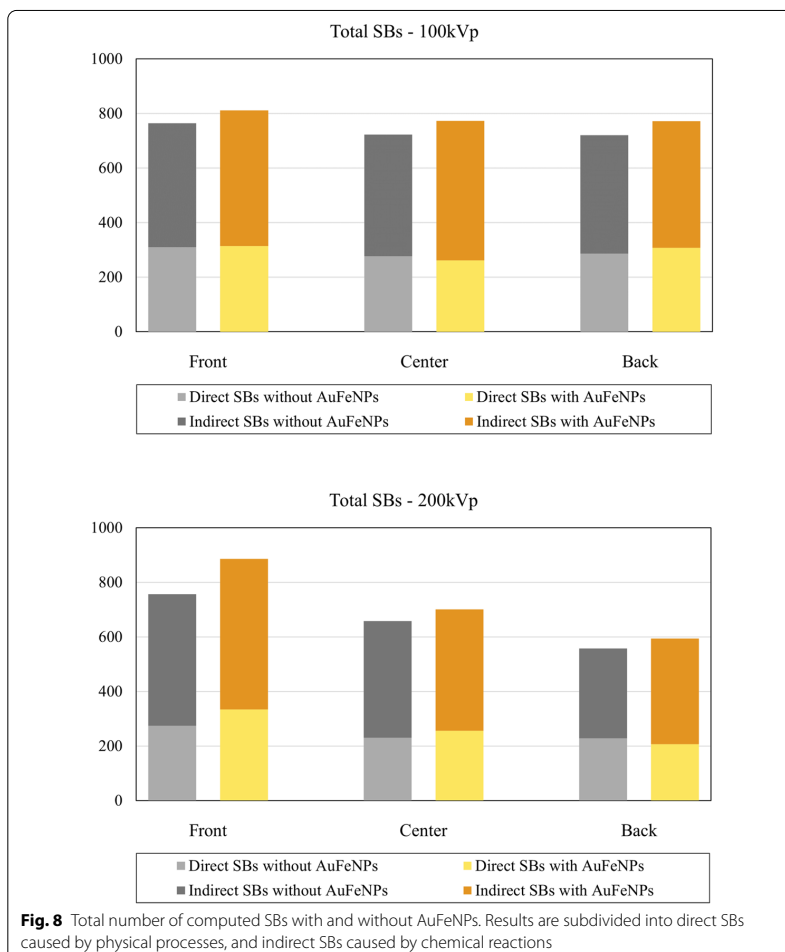 Total SBs - 100kVp
1000
800
600
400
200
0
Front Center Back
Direct SBs without AuFeNPs Direct SBs with AuFeNPs
Indirect SBs without AuFeNPs Indirect SBs with AuFeNPs
Total SBs - 200kVp
1000
800
600
400
200
0
Front Center Back
Direct SBs without AuFeNPs Direct SBs with AuFeNPs
Indirect SBs without AuFeNPs Indirect SBs with AuFeNPs
Fig. 8 Total number of computed SBs with and without AuFeNPs. Results are subdivided into direct SBs
caused by physical processes, and indirect SBs caused by chemical reactions